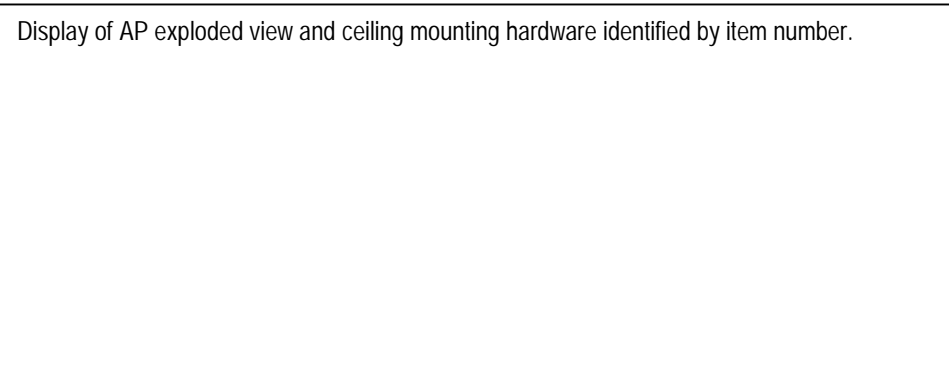 Display of AP exploded view and ceiling mounting hardware identified by item number.